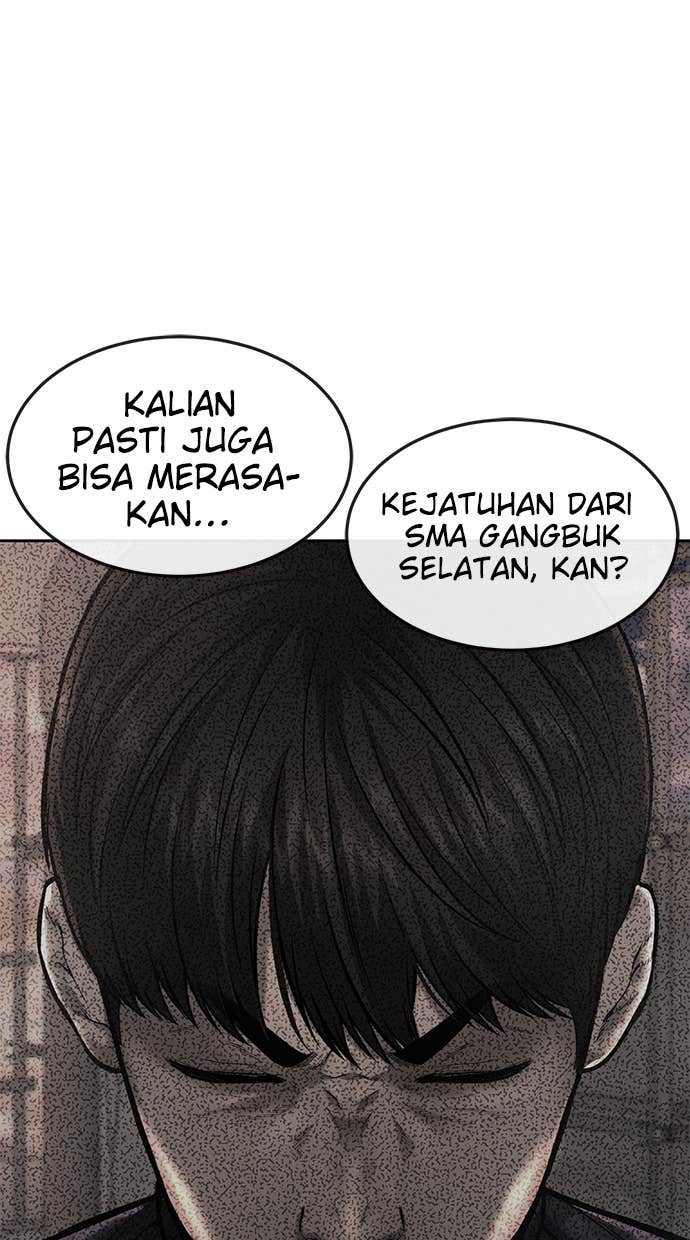 KALIAN
PASTI JUGA
BISA MERASA-
KAN...
KEJATUHAN DARI
SMA GANGBUK
SELATAN, KAN?